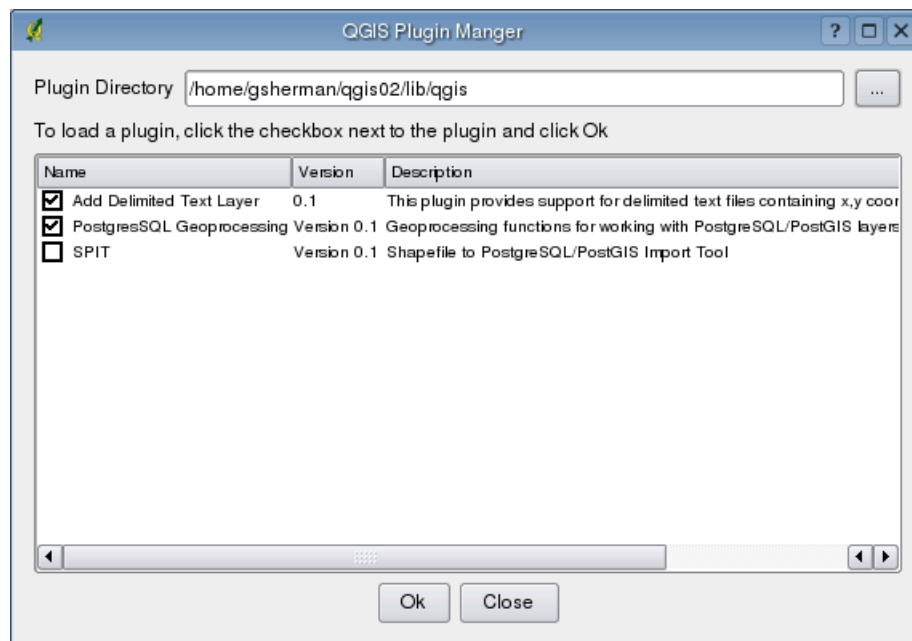 QGIS Plugin Manger
Plugin Directory /home/gsherman/qgis02/lib/qgis ...
To load a plugin, click the checkbox next to the plugin and click Ok
Name Version Description
Add Delimited Text Layer 0.1 This plugin provides support for delimited text files containing x,y coor
PostgresSQL Geoprocessing Version 0.1 Geoprocessing functions for working with PostgreSQL/PostGIS layers
SPIT Version 0.1 Shapefile to PostgreSQL/PostGIS Import Tool
Ok Close